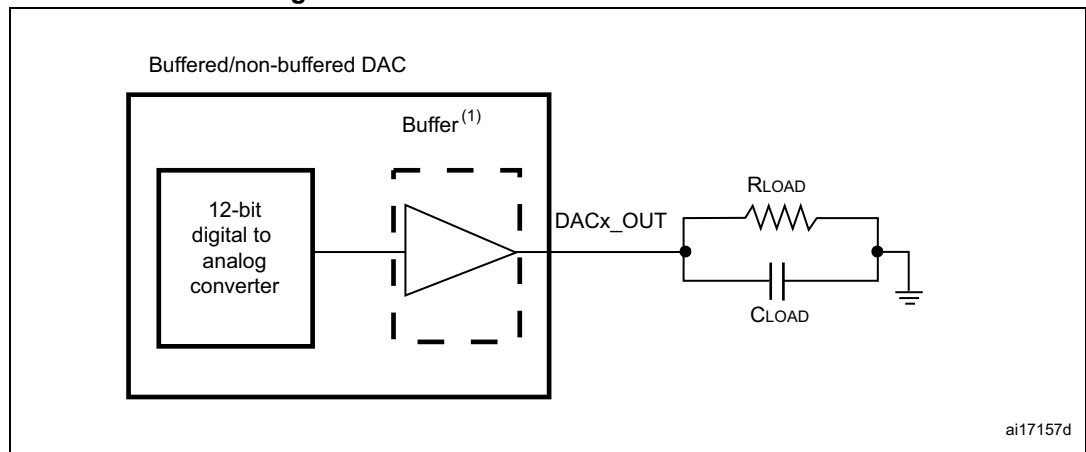 Buffered/non-buffered DAC
Buffer(1)
12-bit
digital to
analog
converter
DACx_OUT
RLOAD
CLOAD
ai17157d